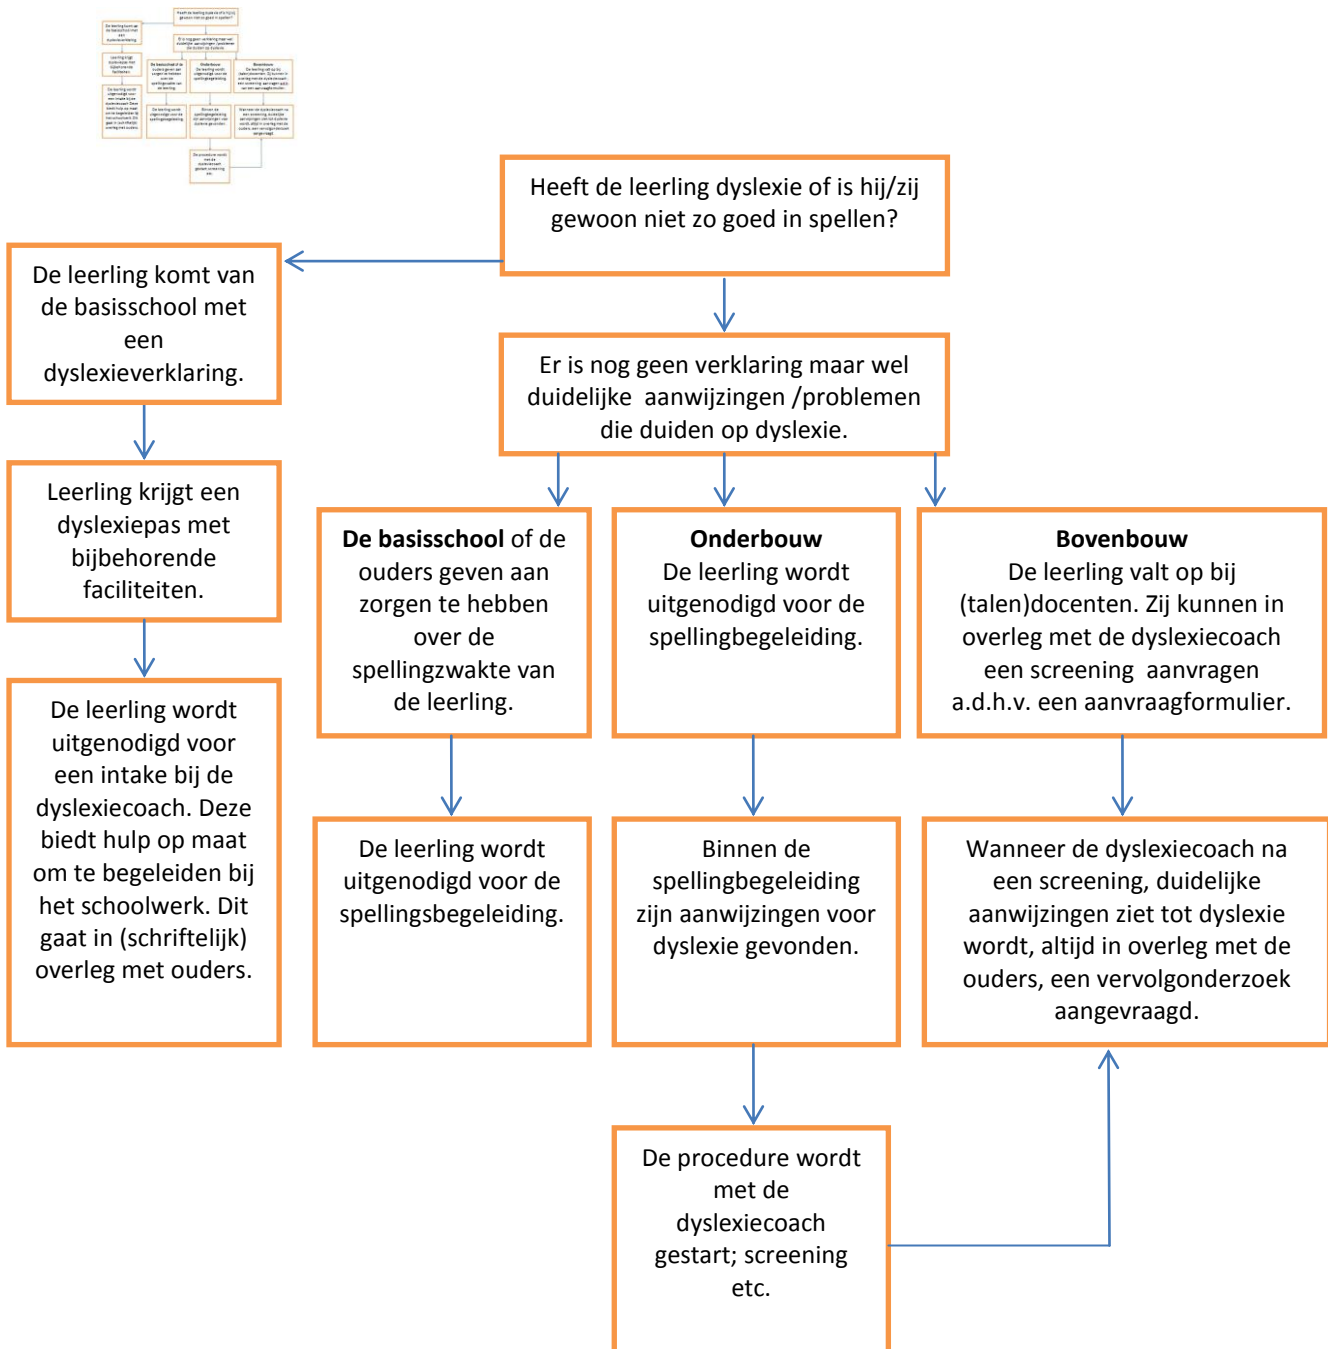 Heeft de leerling dyslexie of is hij/zij
gewoon niet zo goed in spellen?
De leerling komt van
de basisschool met
een
dyslexieverklaring.
Er is nog geen verklaring maar wel
duidelijke aanwijzingen /problemen
die duiden op dyslexie.
Leerling krijgt een
dyslexiepas met
bijbehorende
faciliteiten.
De basisschool of de
ouders geven aan
zorgen te hebben
over de
spellingzwakte van
de leerling.
Onderbouw
De leerling wordt
uitgenodigd voor de
spellingbegeleiding.
Bovenbouw
De leerling valt op bij
(talen)docenten. Zij kunnen in
overleg met de dyslexiecoach
een screening aanvragen
a.d.h.v. een aanvraagformulier.
De leerling wordt
uitgenodigd voor
een intake bij de
dyslexiecoach. Deze
biedt hulp op maat
om te begeleiden bij
het schoolwerk. Dit
gaat in (schriftelijk)
overleg met ouders.
De leerling wordt
uitgenodigd voor de
spellingsbegeleiding.
Binnen de
spellingbegeleiding
zijn aanwijzingen voor
dyslexie gevonden.
Wanneer de dyslexiecoach na
een screening, duidelijke
aanwijzingen ziet tot dyslexie
wordt, altijd in overleg met de
ouders, een vervolgonderzoek
aangevraagd.
De procedure wordt
met de
dyslexiecoach
gestart; screening
etc.